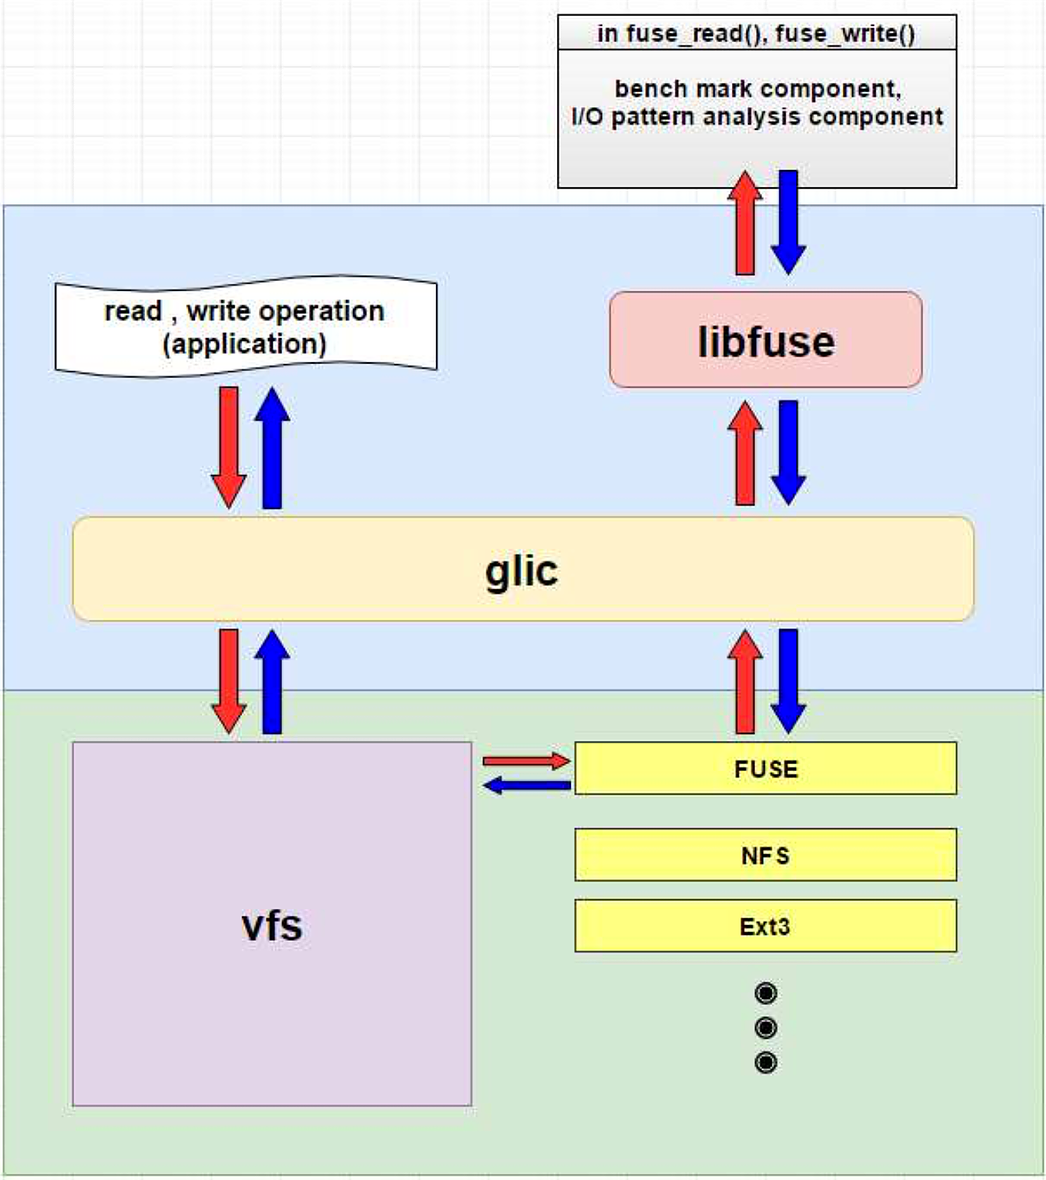 in fuse_read(), fuse_write()
bench mark component,
I/O pattern analysis component
read , write operation
(application)
libfuse
glic
vfs
FUSE
NFS
Ext3